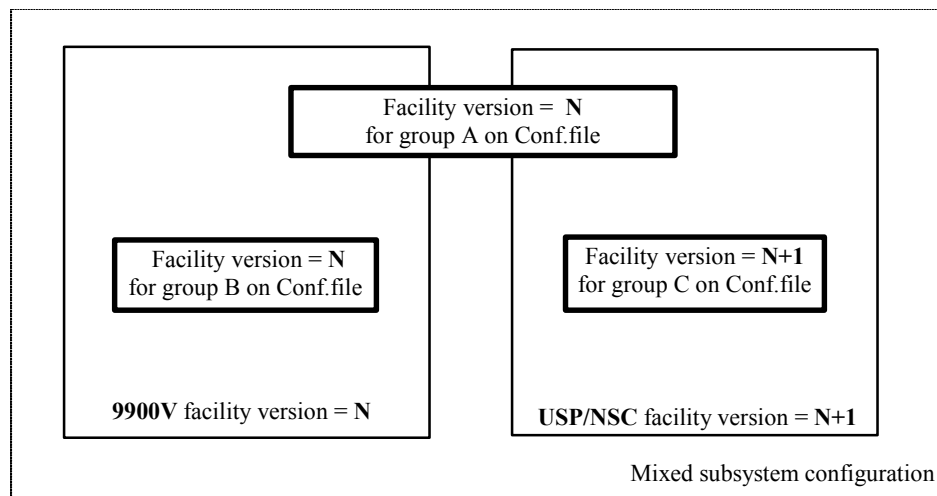 Facility version = N
for group A on Conf.file
Facility version = N
for group B on Conf.file
Facility version = N+1
for group C on Conf.file
9900V facility version = N
USP/NSC facility version = N+1
Mixed subsystem configuration